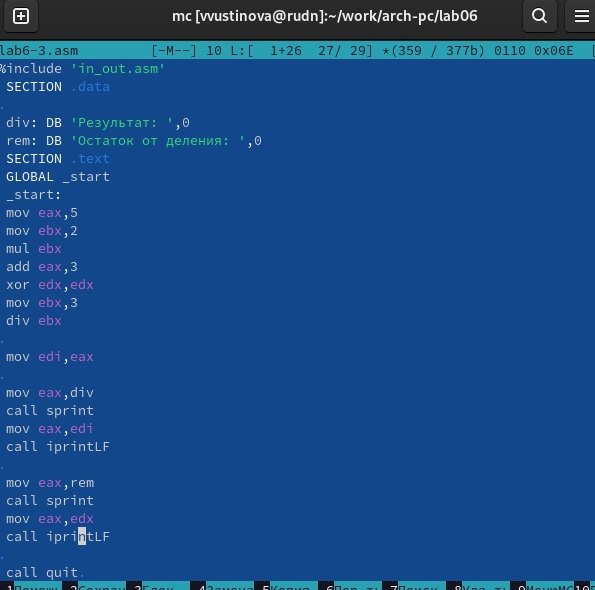 mc [vvustinova@rudn]:~/work/arch-pc/lab06
lab6-3.asm [-M--] 10 L:[ 1+26 27/ 29] *(359 / 377b) 0110 0x06E [
%include 'in_out.asm'
SECTION .data
.
div: DB 'Результат: ',0
rem: DB 'Остаток от деления: ',0
SECTION .text
GLOBAL _start
_start:
mov eax,5
mov ebx,2
mul ebx
add eax,3
xor edx,edx
mov ebx,3
div ebx
.
mov edi,eax
.
mov eax,div
call sprint
mov eax,edi
call iprintLF
.
mov eax,rem
call sprint
mov eax,edx
call iprintLF
.
call quit.